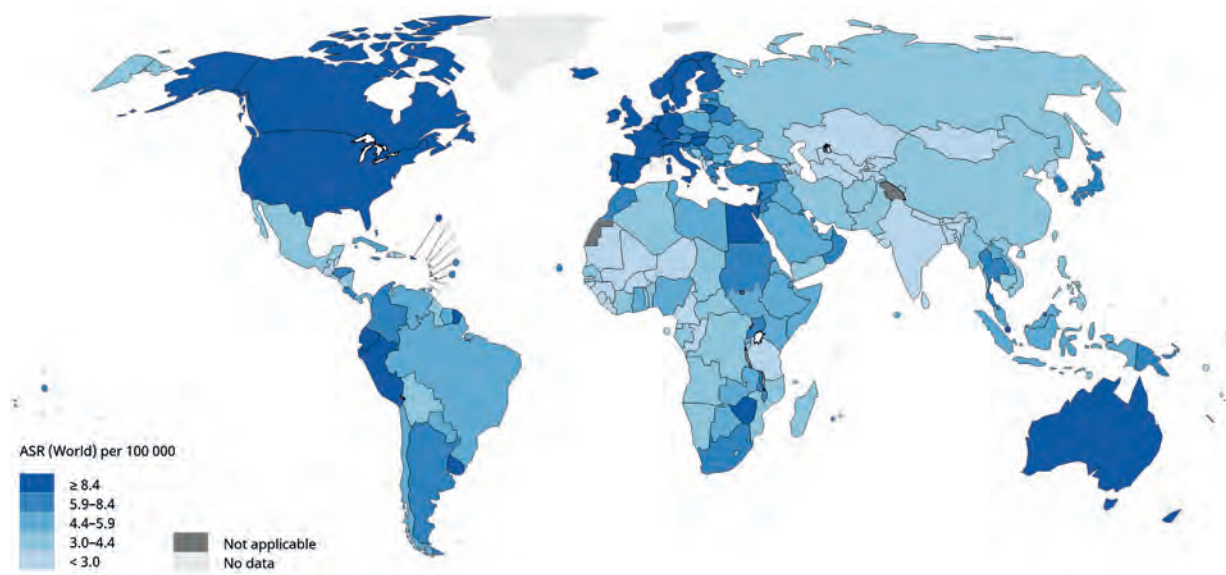 ASR (World) per 100 000
≥ 8.4
5.9–8.4
4.4–5.9
3.0–4.4
< 3.0
Not applicable
No data